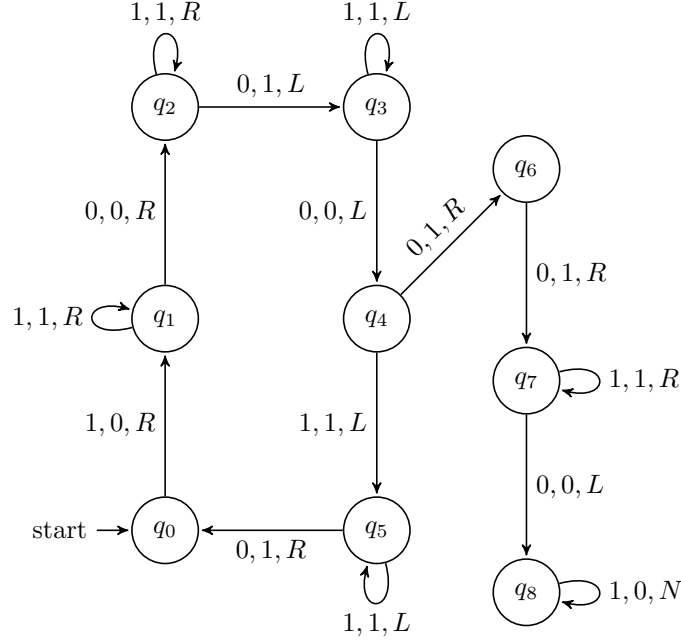 1, 1, R
1, 1, L
q₂
0, 1, L
q₃
q₆
0, 0, R
0, 0, L
0, 1, R
0, 1, R
1, 1, R
q₁
q₄
q₇
1, 1, R
1, 0, R
1, 1, L
0, 0, L
start
q₀
0, 1, R
q₅
q₈
1, 0, N
1, 1, L